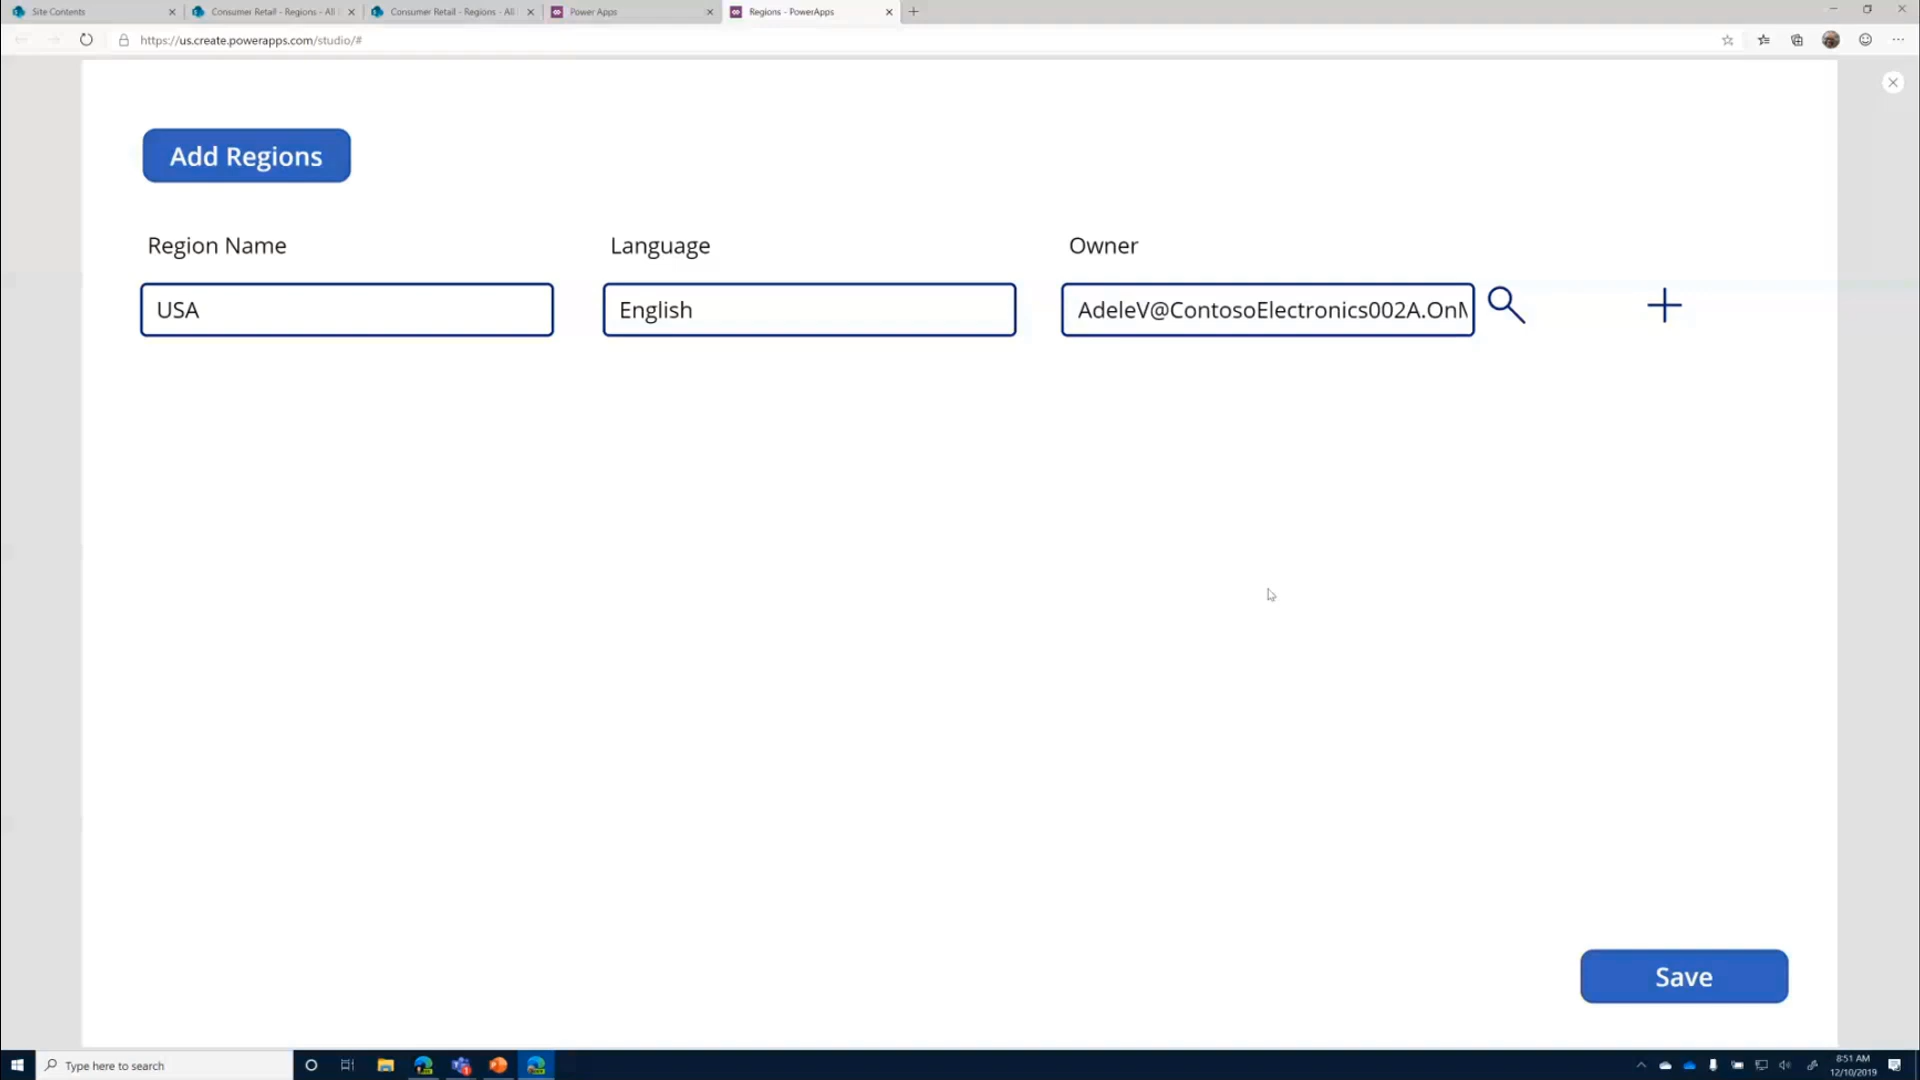 Site Contents
Consumer Retail - Regions - All
Consumer Retail - Regions - All
Power Apps
Regions - PowerApps
https://us.create.powerapps.com/studio/#
Add Regions
Region Name
Language
Owner
USA
English
AdeleV@ContosoElectronics002A.OnM
Save
Type here to search
8:51 AM
12/10/2019